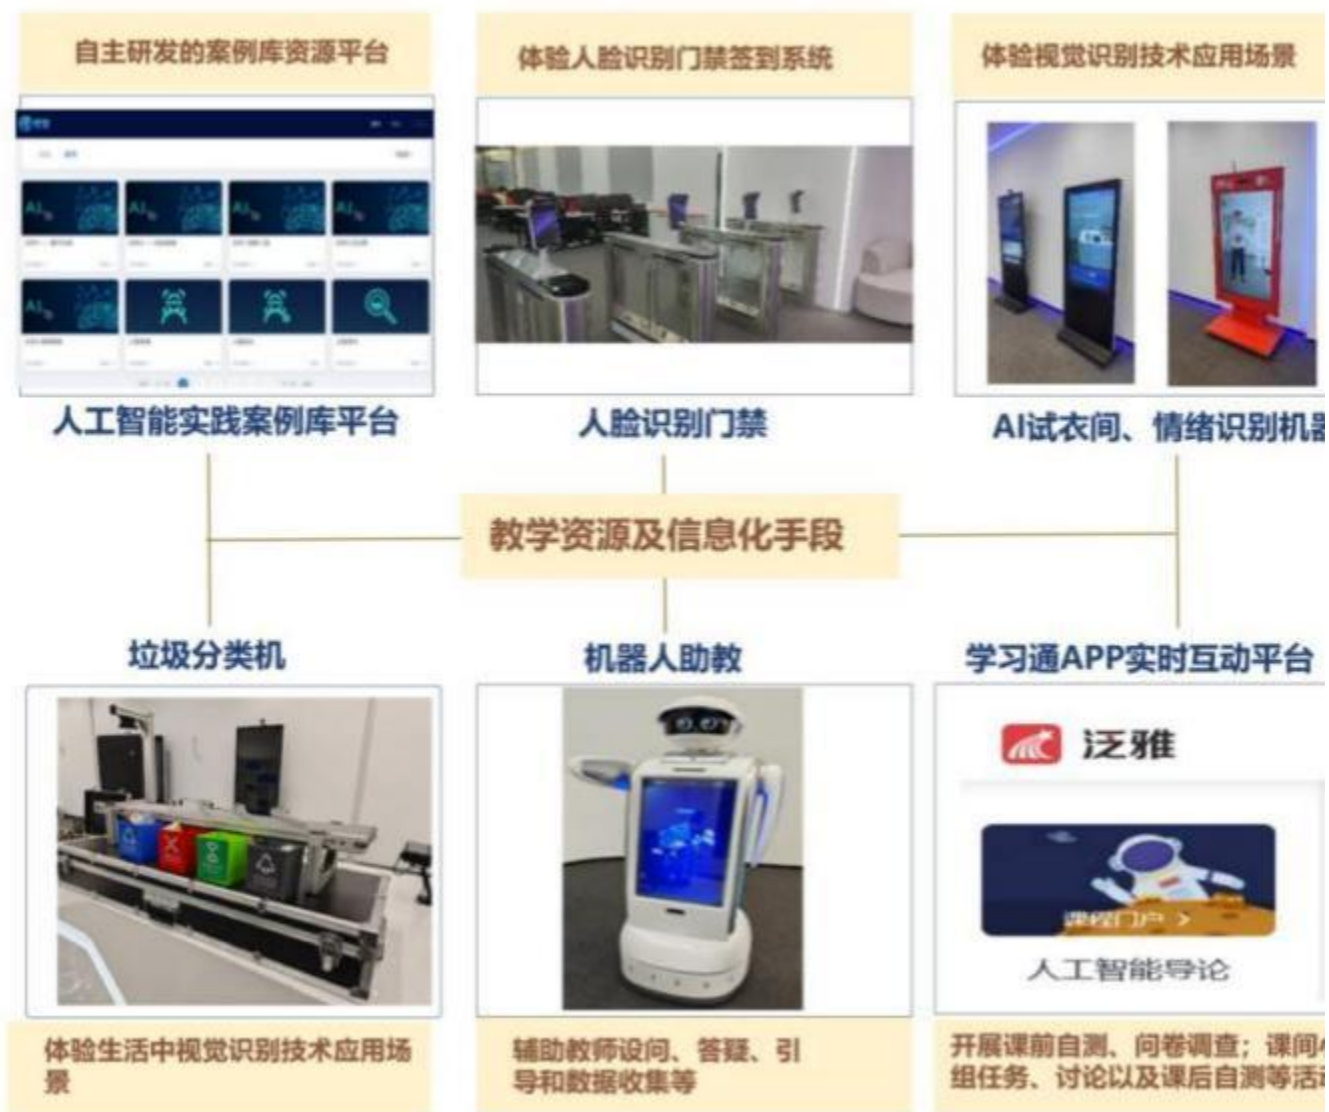 自主研发的案例库资源平台
体验人脸识别门禁签到系统
体验视觉识别技术应用场景
人工智能实践案例库平台
人脸识别门禁
AI试衣间、情绪识别机器
教学资源及信息化手段
垃圾分类机
机器人助教
学习通APP实时互动平台
泛雅
课程门户 >
人工智能导论
体验生活中视觉识别技术应用场
景
辅助教师设问、答疑、引
导和数据收集等
开展课前自测、问卷调查；课间小
组任务、讨论以及课后自测等活动